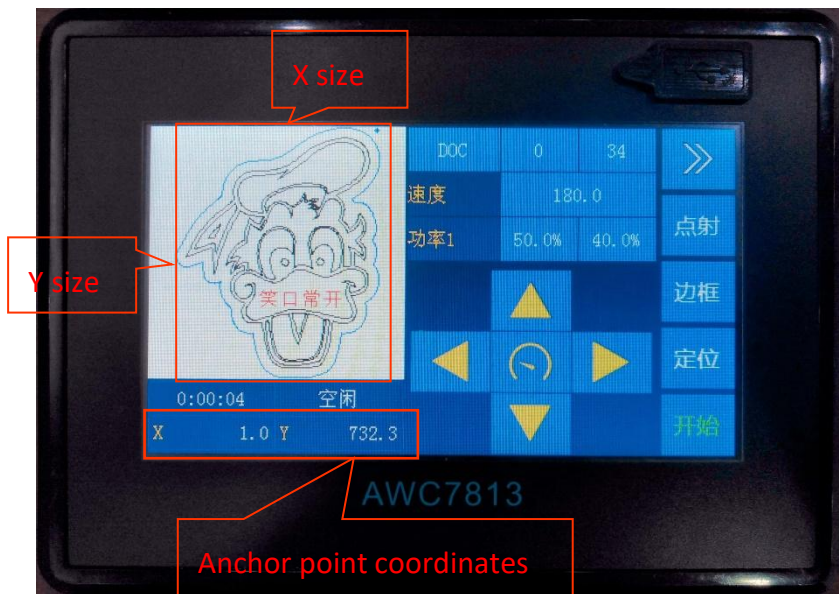 X size
DOC 0 34
速度 180.0
功率1 50.0% 40.0%
点射
Y size
边框
笑口常开
定位
0:00:04 空闲
X 1.0 Y 732.3
开始
AWC7813
Anchor point coordinates